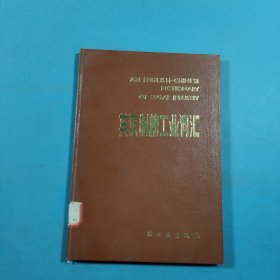 AN ENGLISH-CHINESE
DICTIONARY
OF SUGAR INDUSTRY
英汉制糖工业词汇